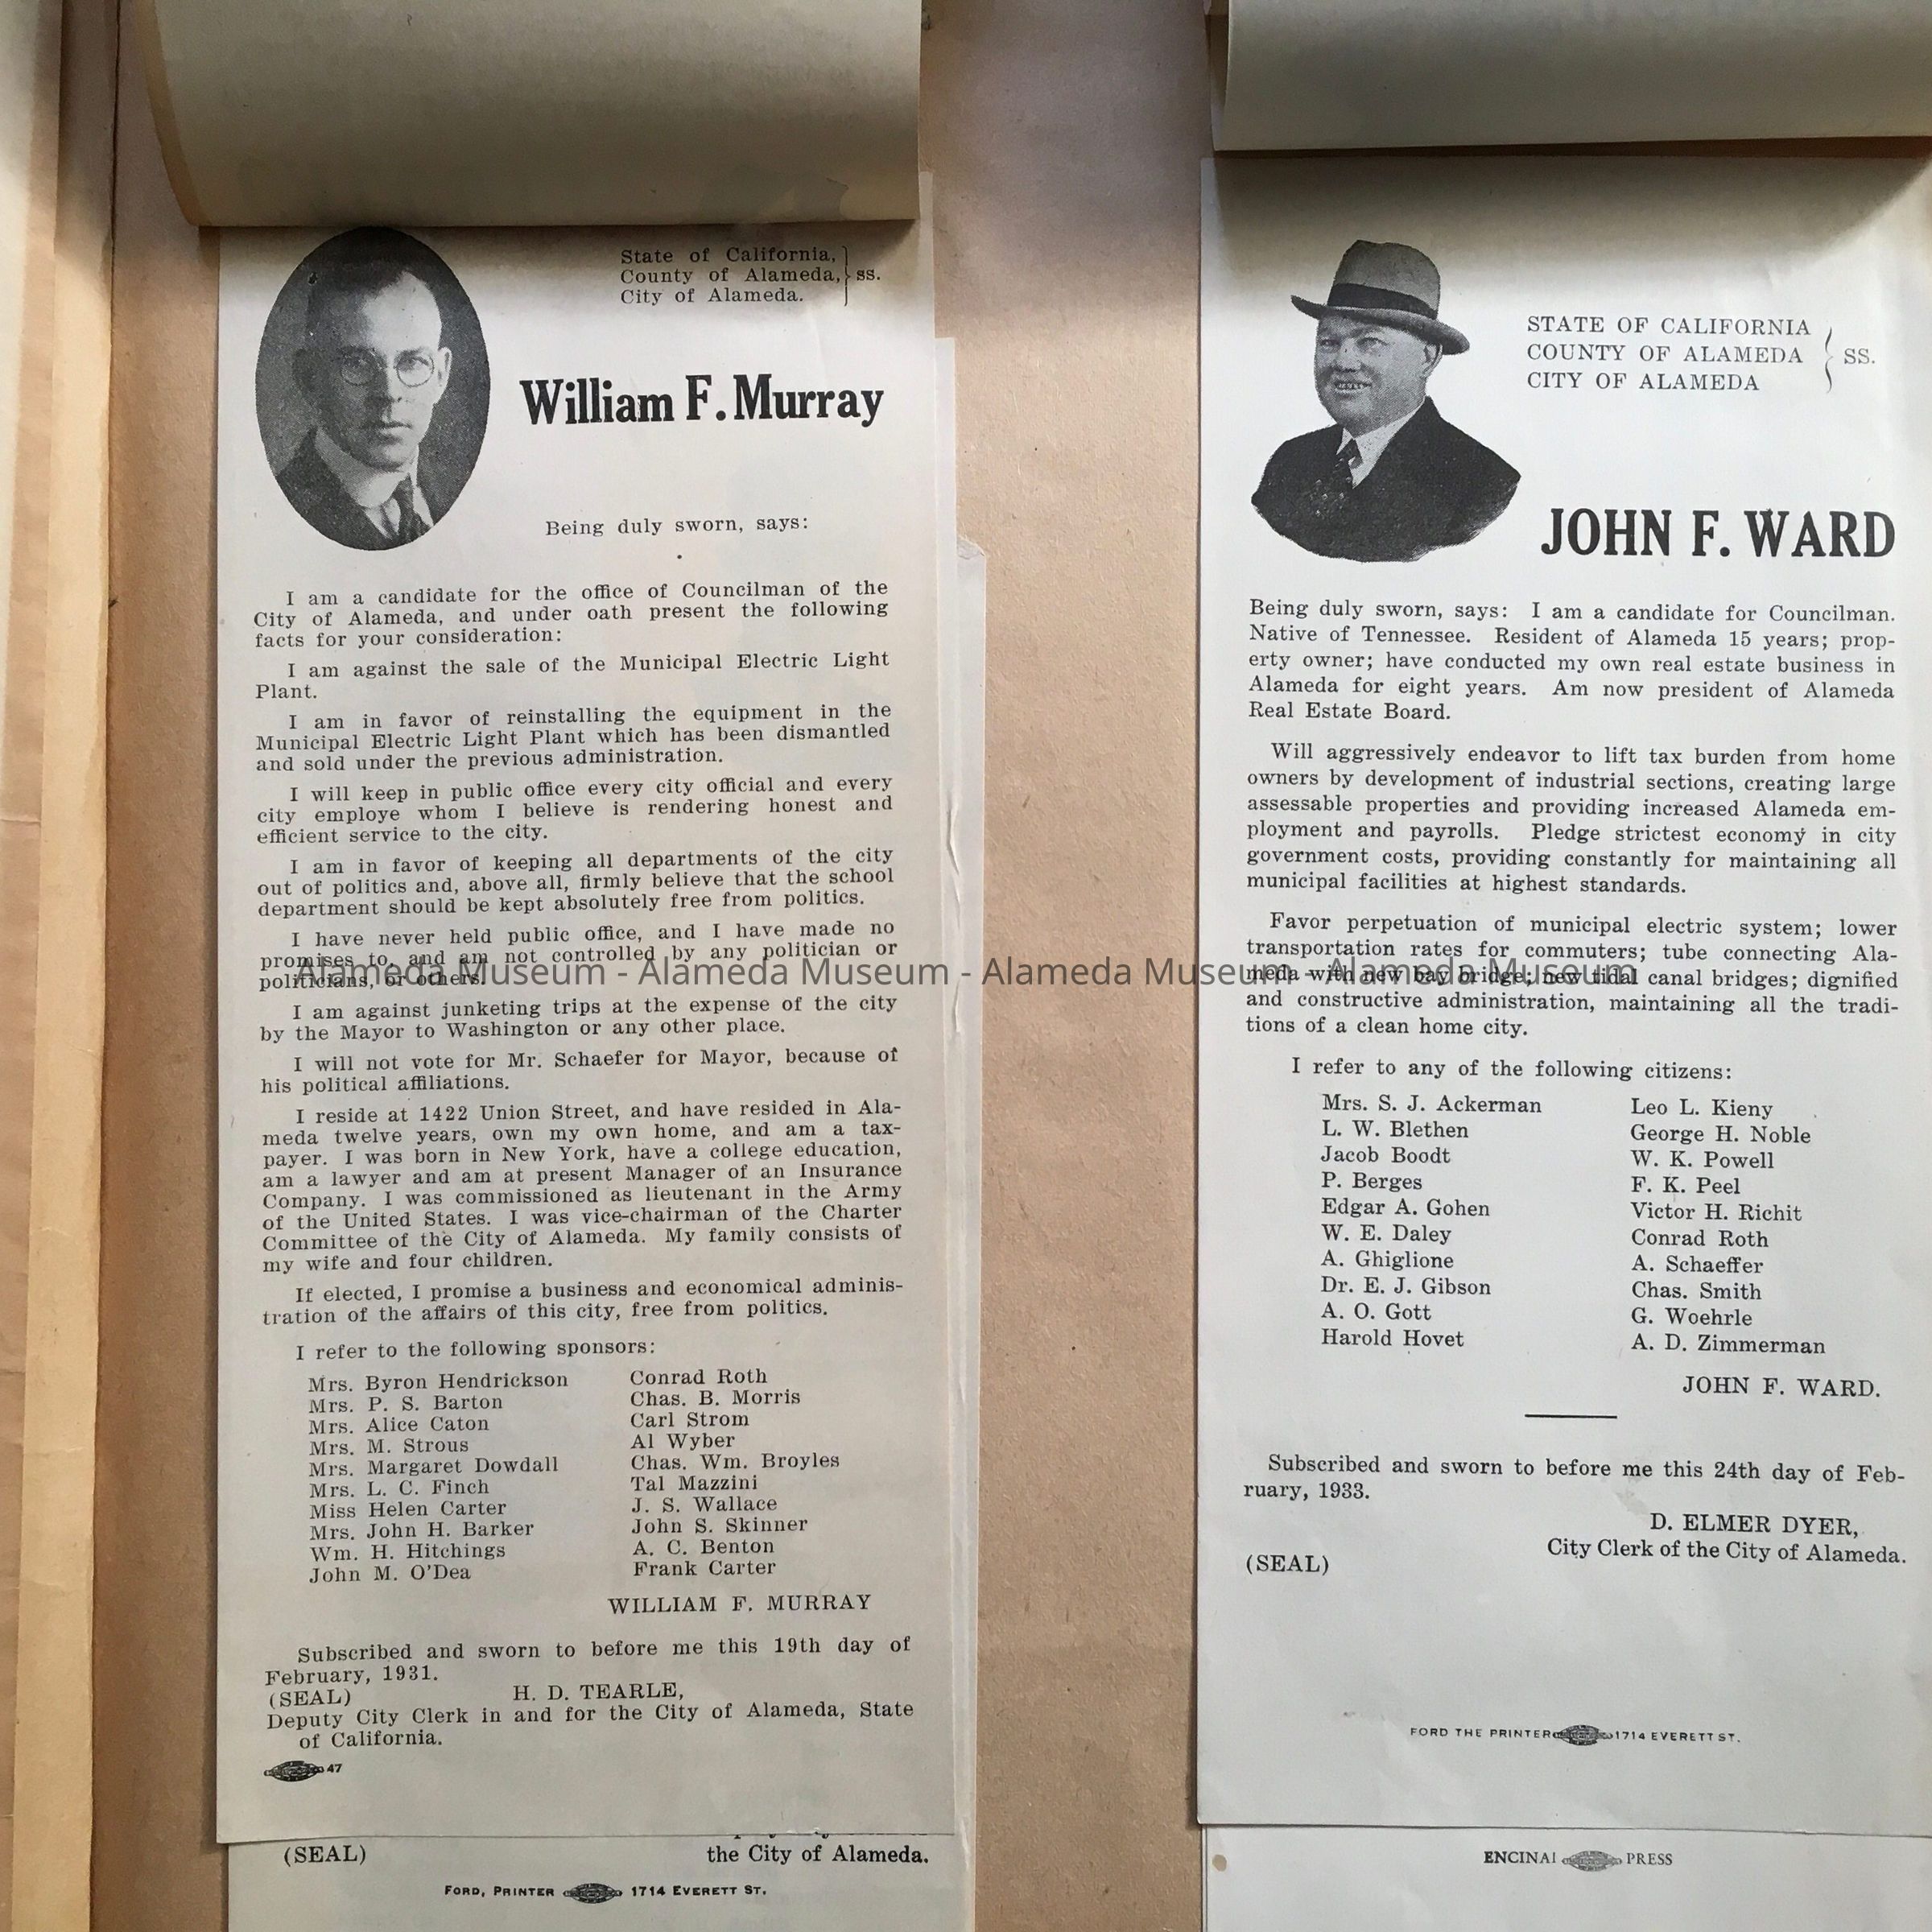 State of California,
County of Alameda, ss.
City of Alameda.
William F. Murray
Being duly sworn, says:
I am a candidate for the office of Councilman of the
City of Alameda, and under oath present the following
facts for your consideration:
I am against the sale of the Municipal Electric Light
Plant.
I am in favor of reinstalling the equipment in the
Municipal Electric Light Plant which has been dismantled
and sold under the previous administration.
I will keep in public office every city official and every
city employe whom I believe is rendering honest and
efficient service to the city.
I am in favor of keeping all departments of the city
out of politics and, above all, firmly believe that the school
department should be kept absolutely free from politics.
I have never held public office, and I have made no
promises to, and am not controlled by any politician or
politicians, or others.
I am against junketing trips at the expense of the city
by the Mayor to Washington or any other place.
I will not vote for Mr. Schaefer for Mayor, because of
his political affiliations.
I reside at 1422 Union Street, and have resided in Ala-
meda twelve years, own my own home, and am a tax-
payer. I was born in New York, have a college education,
am a lawyer and am at present Manager of an Insurance
Company. I was commissioned as lieutenant in the Army
of the United States. I was vice-chairman of the Charter
Committee of the City of Alameda. My family consists of
my wife and four children.
If elected, I promise a business and economical adminis-
tration of the affairs of this city, free from politics.
I refer to the following sponsors:
Mrs. Byron Hendrickson
Mrs. P. S. Barton
Mrs. Alice Caton
Mrs. M. Strous
Mrs. Margaret Dowdall
Mrs. L. C. Finch
Miss Helen Carter
Mrs. John H. Barker
Wm. H. Hitchings
John M. O'Dea
Conrad Roth
Chas. B. Morris
Carl Strom
Al Wyber
Chas. Wm. Broyles
Tal Mazzini
J. S. Wallace
John S. Skinner
A. C. Benton
Frank Carter
WILLIAM F. MURRAY
Subscribed and sworn to before me this 19th day of
February, 1931.
(SEAL) H. D. TEARLE,
Deputy City Clerk in and for the City of Alameda, State
of California.
47
(SEAL) the City of Alameda.
FORD, PRINTER 1714 EVERETT ST.
STATE OF CALIFORNIA
COUNTY OF ALAMEDA SS.
CITY OF ALAMEDA
JOHN F. WARD
Being duly sworn, says: I am a candidate for Councilman.
Native of Tennessee. Resident of Alameda 15 years; prop-
erty owner; have conducted my own real estate business in
Alameda for eight years. Am now president of Alameda
Real Estate Board.
Will aggressively endeavor to lift tax burden from home
owners by development of industrial sections, creating large
assessable properties and providing increased Alameda em-
ployment and payrolls. Pledge strictest economy in city
government costs, providing constantly for maintaining all
municipal facilities at highest standards.
Favor perpetuation of municipal electric system; lower
transportation rates for commuters; tube connecting Ala-
meda with new bay bridge; new tidal canal bridges; dignified
and constructive administration, maintaining all the tradi-
tions of a clean home city.
I refer to any of the following citizens:
Mrs. S. J. Ackerman
L. W. Blethen
Jacob Boodt
P. Berges
Edgar A. Gohen
W. E. Daley
A. Ghiglione
Dr. E. J. Gibson
A. O. Gott
Harold Hovet
Leo L. Kieny
George H. Noble
W. K. Powell
F. K. Peel
Victor H. Richit
Conrad Roth
A. Schaeffer
Chas. Smith
G. Woehrle
A. D. Zimmerman
JOHN F. WARD.
Subscribed and sworn to before me this 24th day of Feb-
ruary, 1933.
D. ELMER DYER,
City Clerk of the City of Alameda.
(SEAL)
FORD THE PRINTER 1714 EVERETT ST.
ENCINAL PRESS
Alameda Museum - Alameda Museum - Alameda Museum - Alameda Museum